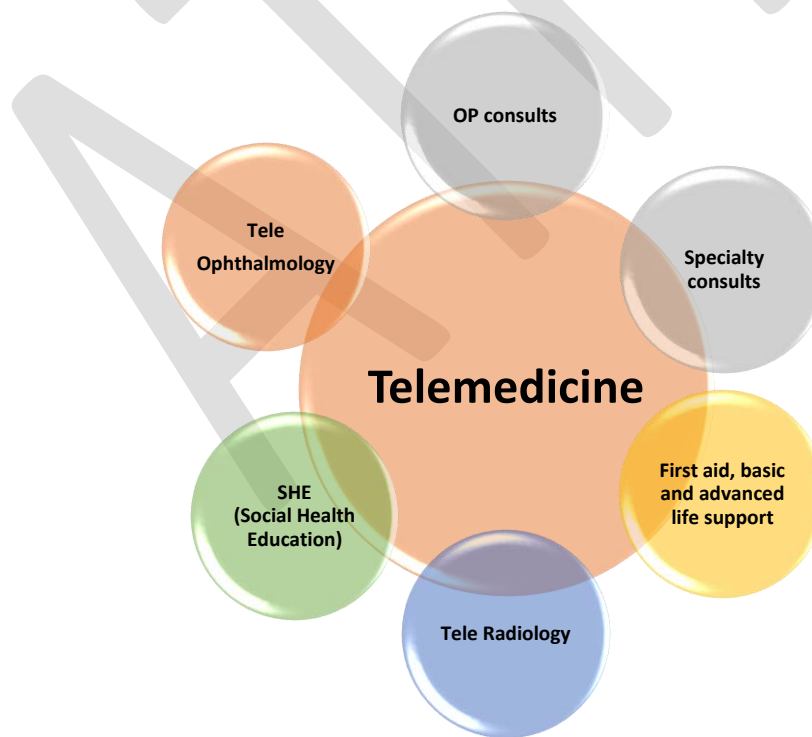 OP consults
Specialty
consults
First aid, basic
and advanced
life support
Tele Radiology
SHE
(Social Health
Education)
Tele
Ophthalmology
Telemedicine